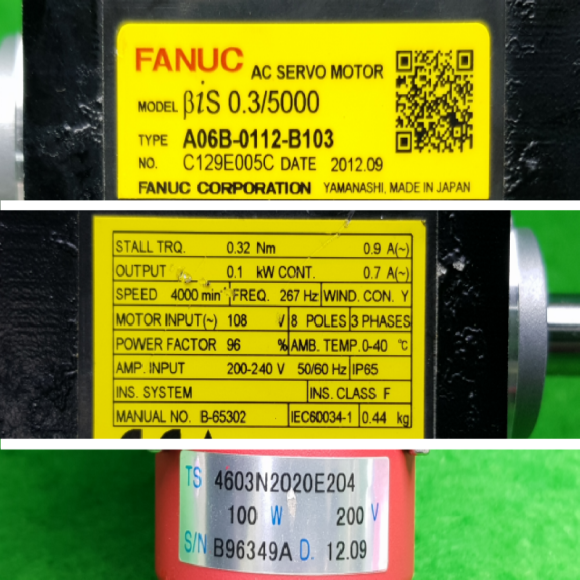 FANUC AC SERVO MOTOR
MODEL βiS 0.3/5000
TYPE A06B-0112-B103
NO. C129E005C DATE 2012.09
FANUC CORPORATION YAMANASHI, MADE IN JAPAN
STALL TRQ. 0.32 Nm 0.9 A(~)
OUTPUT 0.1 kW CONT. 0.7 A(~)
SPEED 4000 min⁻¹ FREQ. 267 Hz WIND. CON. Y
MOTOR INPUT(~) 108 V 8 POLES 3 PHASES
POWER FACTOR 96 % AMB. TEMP. 0-40 ℃
AMP. INPUT 200-240 V 50/60 Hz IP65
INS. SYSTEM INS. CLASS F
MANUAL NO. B-65302 IEC60034-1 0.44 kg
TS 4603N2020E204
100 W 200 V
S/N B96349A D. 12.09